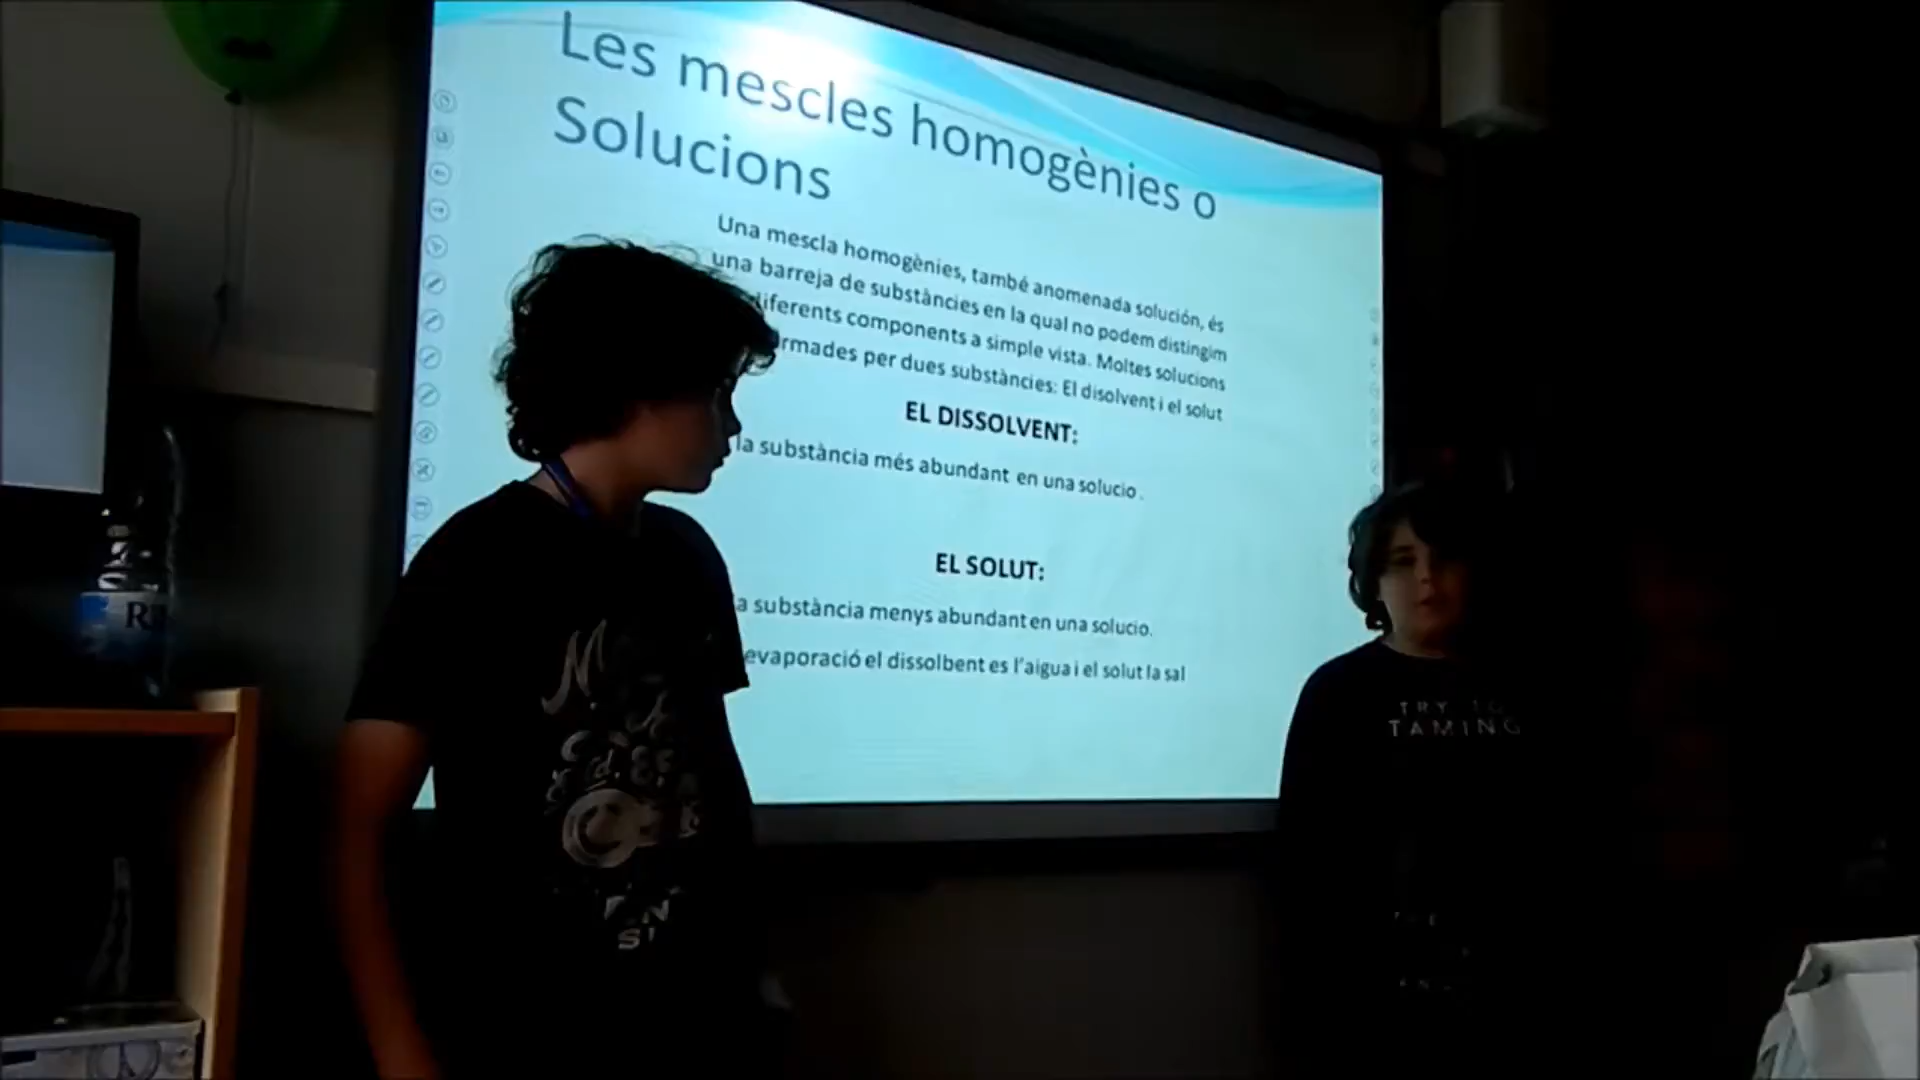 Les mescles homogènies o
Solucions
Una mescla homogènies, també anomenada solución, és
una barreja de substàncies en la qual no podem distingim
diferents components a simple vista. Moltes solucions
per dues substàncies: El disolvent i el solut
EL DISSOLVENT:
la substància més abundant en una solucio.
EL SOLUT:
substància menys abundant en una solucio.
evaporació el dissolbent es l'aigua i el solut la sal
TRY
TAMING